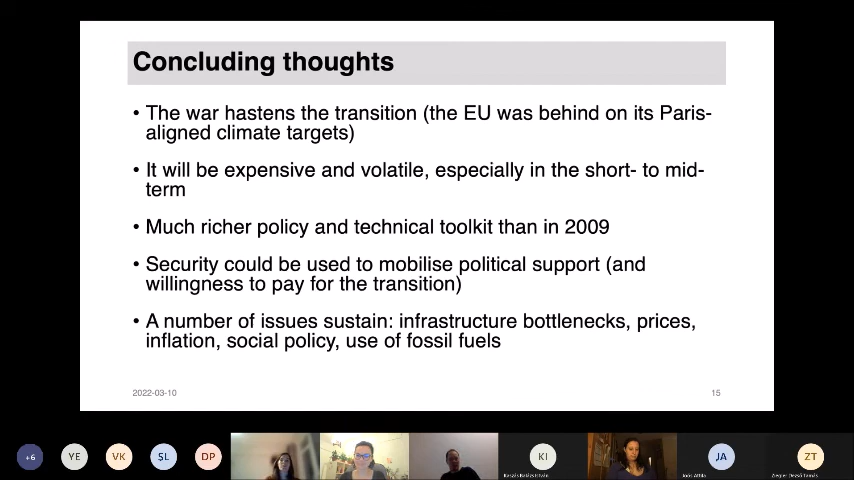 Concluding thoughts
• The war hastens the transition (the EU was behind on its Paris-
aligned climate targets)
• It will be expensive and volatile, especially in the short- to mid-
term
• Much richer policy and technical toolkit than in 2009
• Security could be used to mobilise political support (and
willingness to pay for the transition)
• A number of issues sustain: infrastructure bottlenecks, prices,
inflation, social policy, use of fossil fuels
2022-03-10
15
+6
YE
VK
SL
DP
KI
JA
ZT
Attila
Ziegler Dezső Tamás